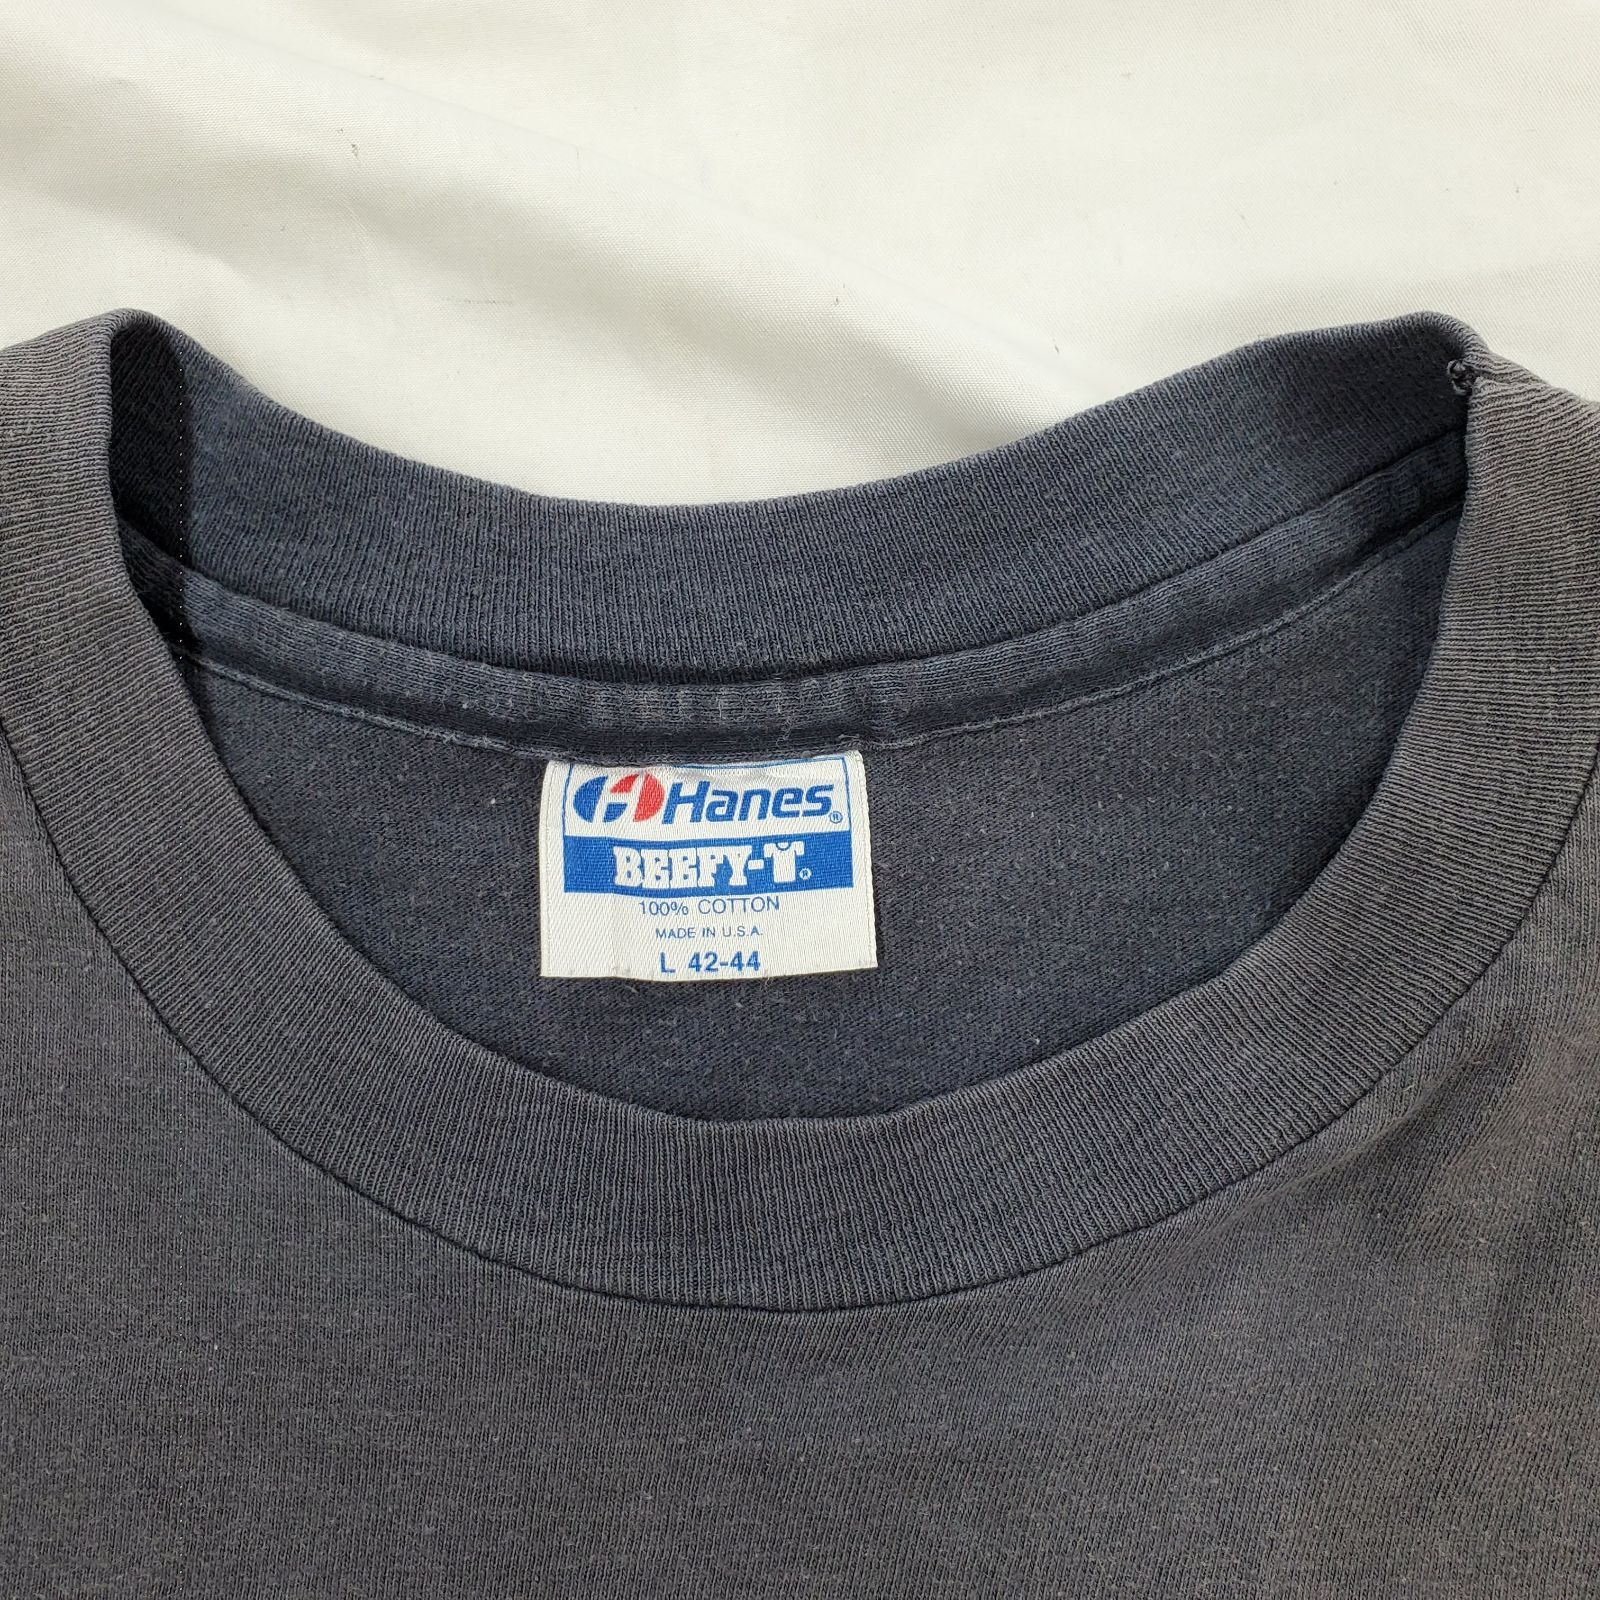 Hanes®
BEEFY-T®
100% COTTON
MADE IN U.S.A.
L 42-44